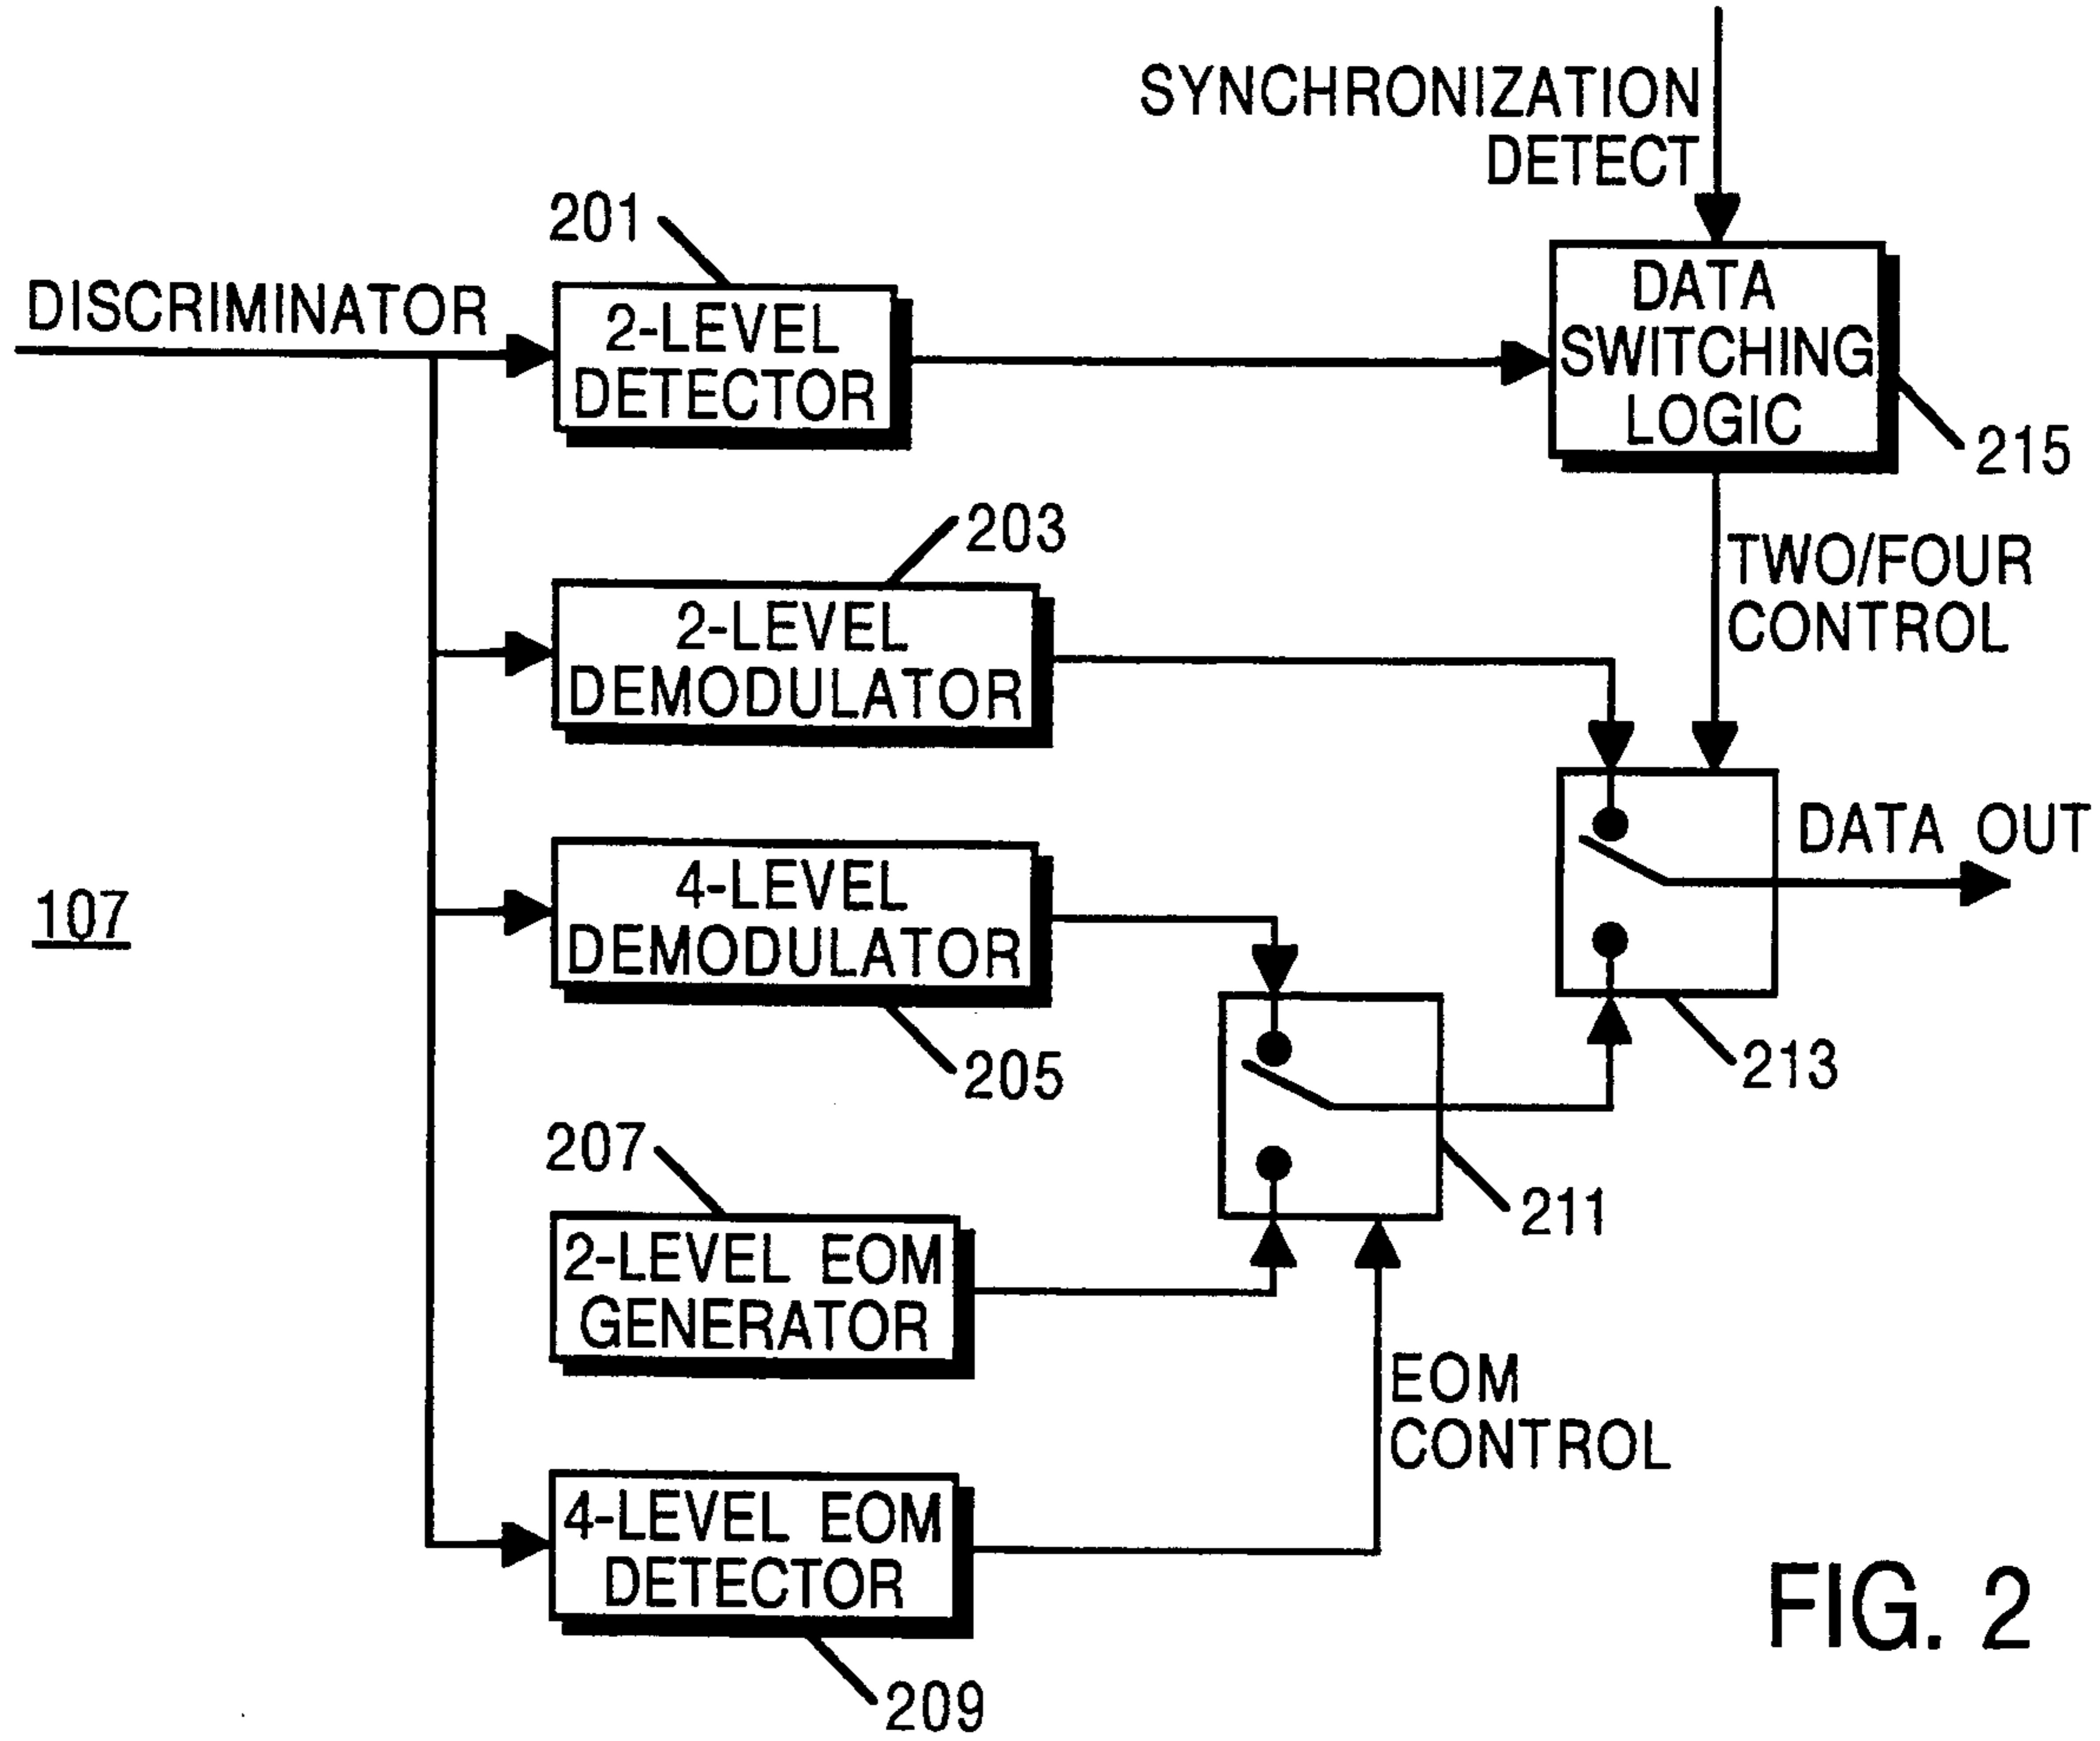 SYNCHRONIZATION
DETECT
201
DISCRIMINATOR
2-LEVEL
DETECTOR
DATA
SWITCHING
LOGIC
215
203
2-LEVEL
DEMODULATOR
TWO/FOUR
CONTROL
4-LEVEL
DEMODULATOR
DATA OUT
107
205
213
207
211
2-LEVEL EOM
GENERATOR
EOM
CONTROL
4-LEVEL EOM
DETECTOR
209
FIG. 2